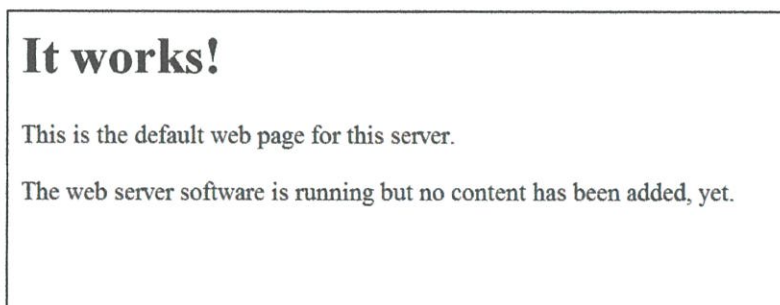 It works!
This is the default web page for this server.
The web server software is running but no content has been added, yet.